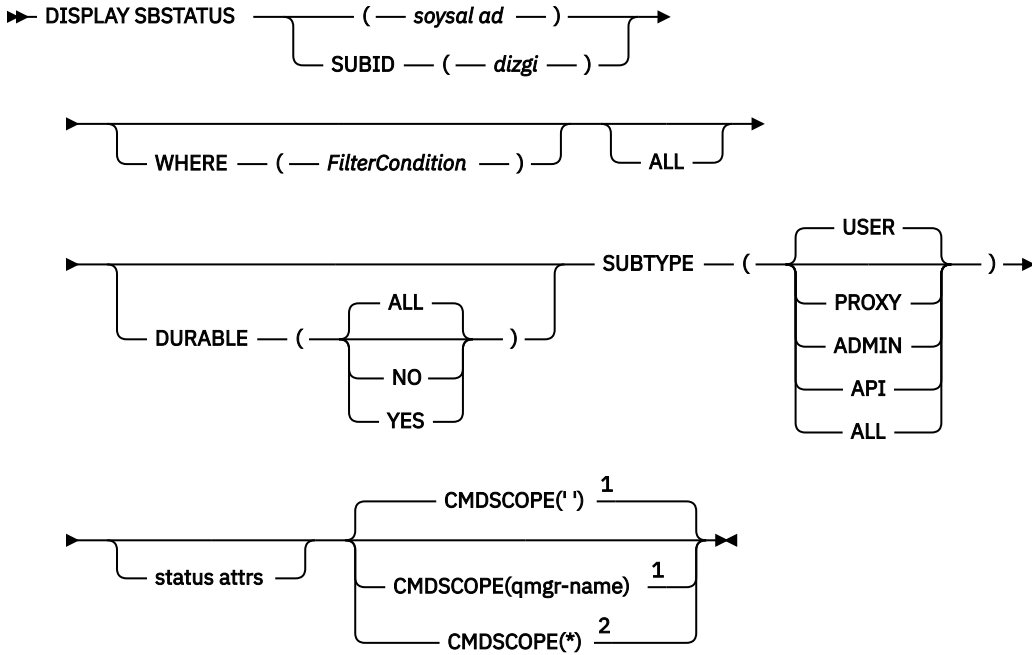 DISPLAY SBSTATUS ( soysal ad )
SUBID ( dizgi )
WHERE ( FilterCondition ) ALL
USER
SUBTYPE ( )
ALL PROXY
DURABLE ( ) ADMIN
NO API
YES ALL
CMDSCOPE(' ') 1
status attrs CMDSCOPE(qmgr-name) 1
CMDSCOPE(*) 2